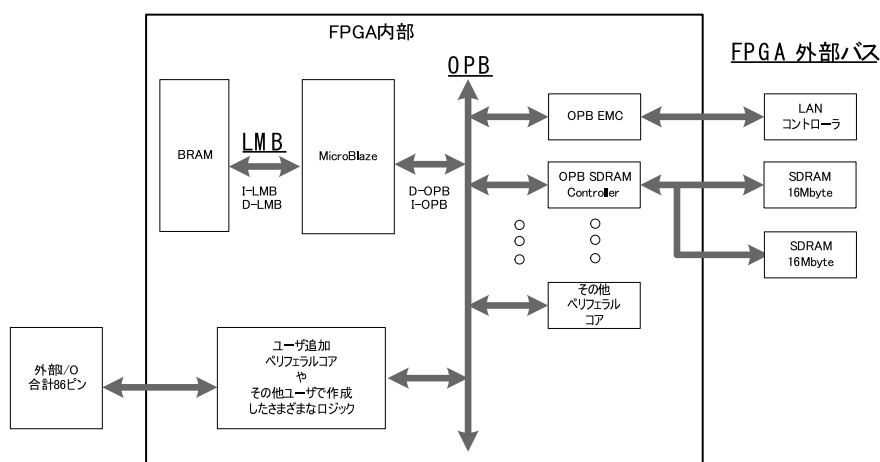 FPGA内部
FPGA 外部バス
OPB
BRAM
LMB
I-LMB
D-LMB
MicroBlaze
D-OPB
I-OPB
OPB EMC
LAN
コントローラ
OPB SDRAM
Controller
SDRAM
16Mbyte
SDRAM
16Mbyte
その他
ペリフェラル
コア
外部I/O
合計86ピン
ユーザ追加
ペリフェラルコア
や
その他ユーザで作成
したさまざまなロジック